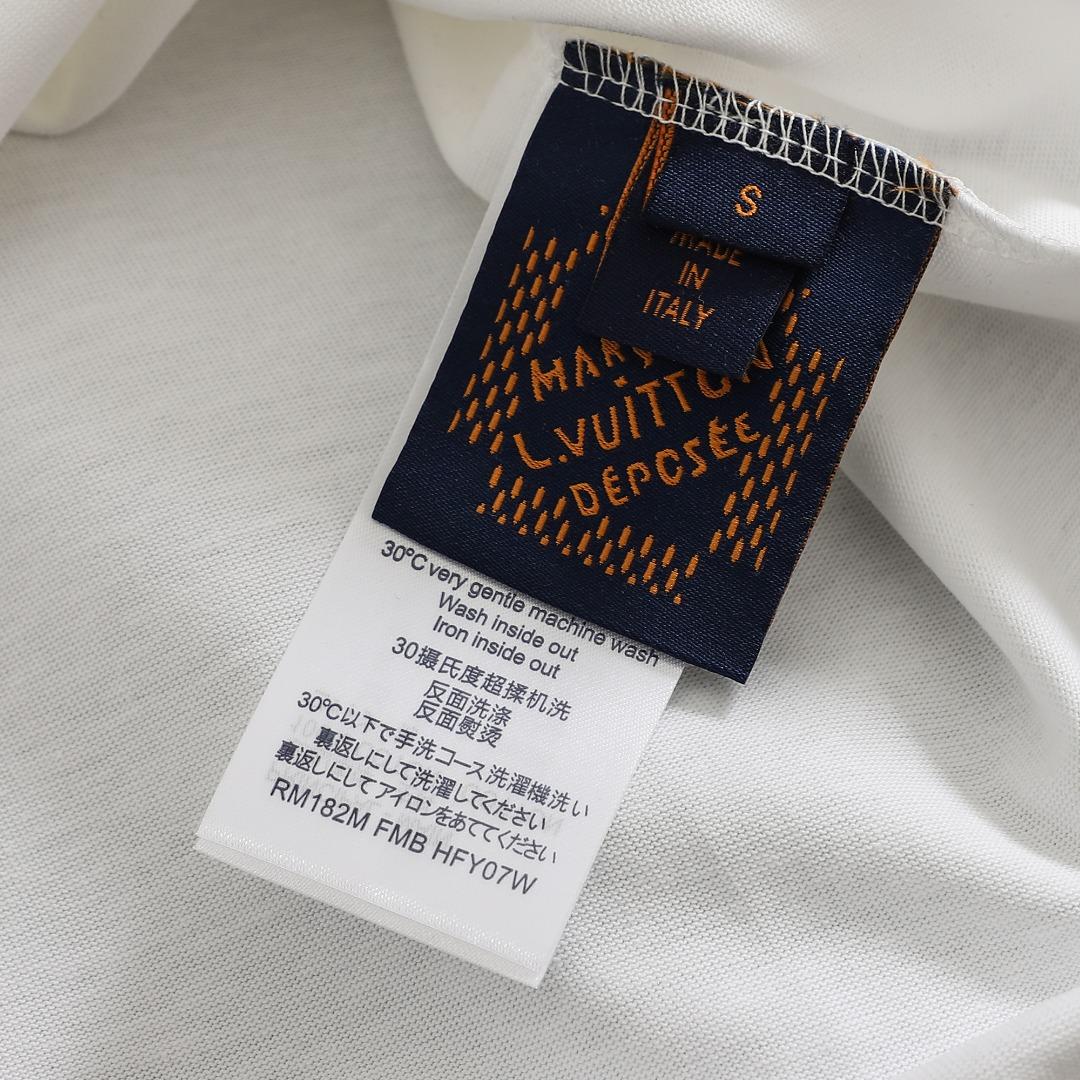 S
MADE
IN
ITALY
L.VUITTON
DÉPOSÉE
30°C very gentle machine wash
Wash inside out
Iron inside out
30摄氏度超揉机洗
反面洗涤
反面熨烫
30°C以下で手洗コース洗濯機洗い
裏返しにして洗濯してください
裏返しにしてアイロンをあててください
RM182M FMB HFY07W